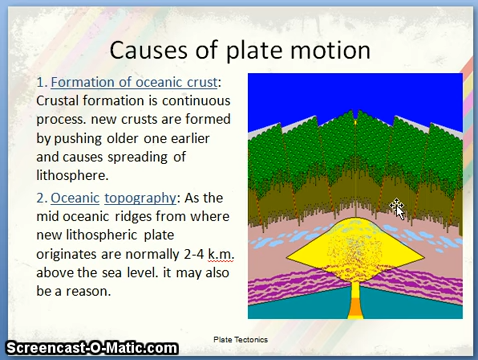 Causes of plate motion
1. Formation of oceanic crust:
Crustal formation is continuous
process. new crusts are formed
by pushing older one earlier
and causes spreading of
lithosphere.
2. Oceanic topography: As the
mid oceanic ridges from where
new lithospheric plate
originates are normally 2-4 k.m.
above the sea level. it may also
be a reason.
Plate Tectonics
Screencast-O-Matic.com